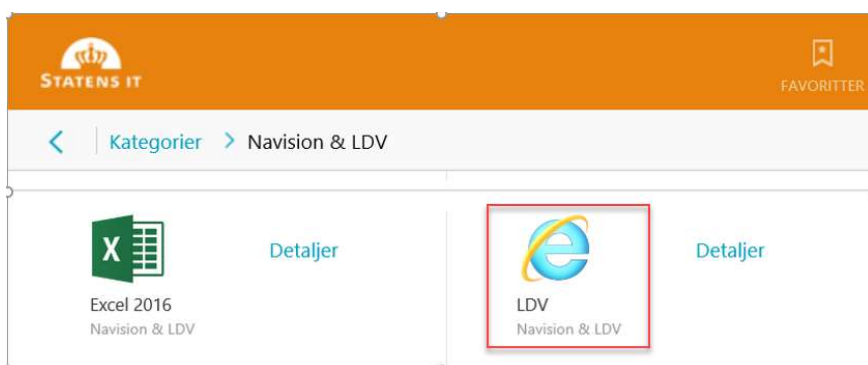 STATENS IT
FAVORITTER
Kategorier > Navision & LDV
Detaljer
Excel 2016
Navision & LDV
Detaljer
LDV
Navision & LDV